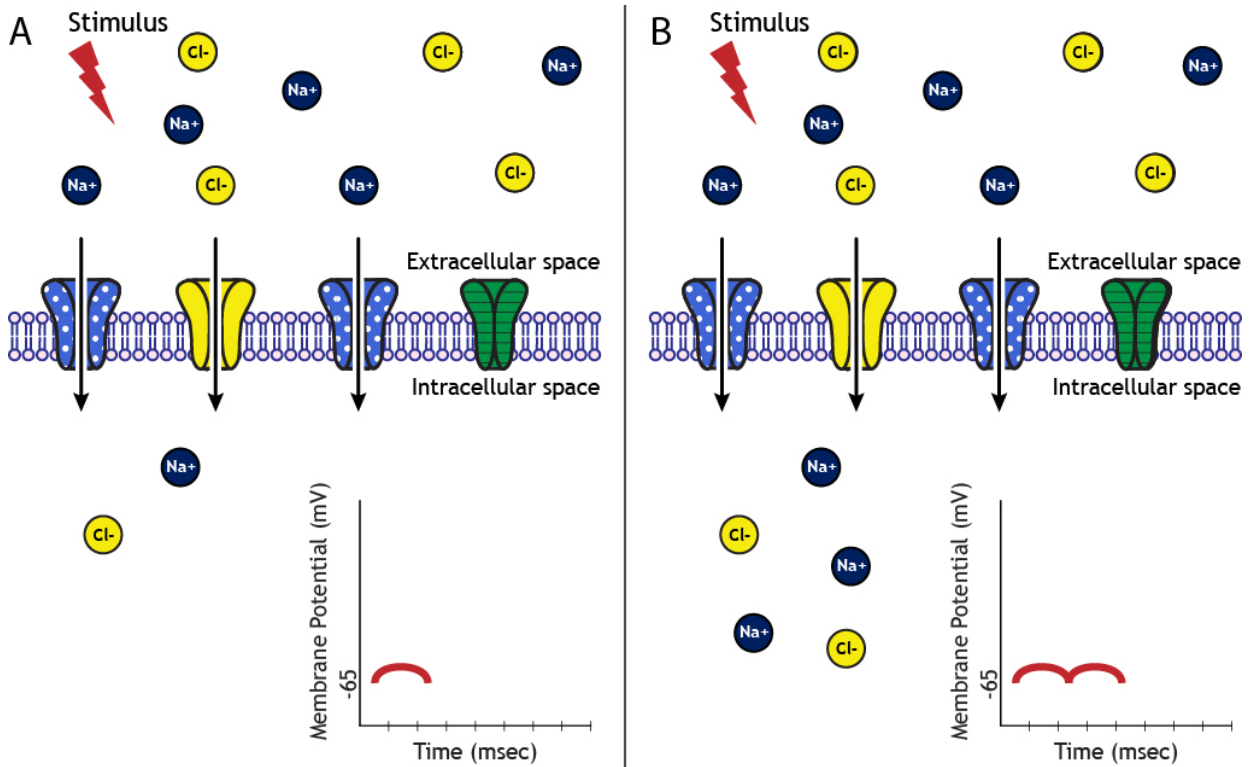 A
Stimulus
Cl-
Cl-
Na+
Na+
Na+
Na+
Cl-
Na+
Cl-
Extracellular space
Intracellular space
Na+
Cl-
Membrane Potential (mV)
-65
Time (msec)
B
Stimulus
Cl-
Cl-
Na+
Na+
Na+
Na+
Cl-
Na+
Cl-
Extracellular space
Intracellular space
Na+
Cl-
Na+
Na+
Cl-
Membrane Potential (mV)
-65
Time (msec)